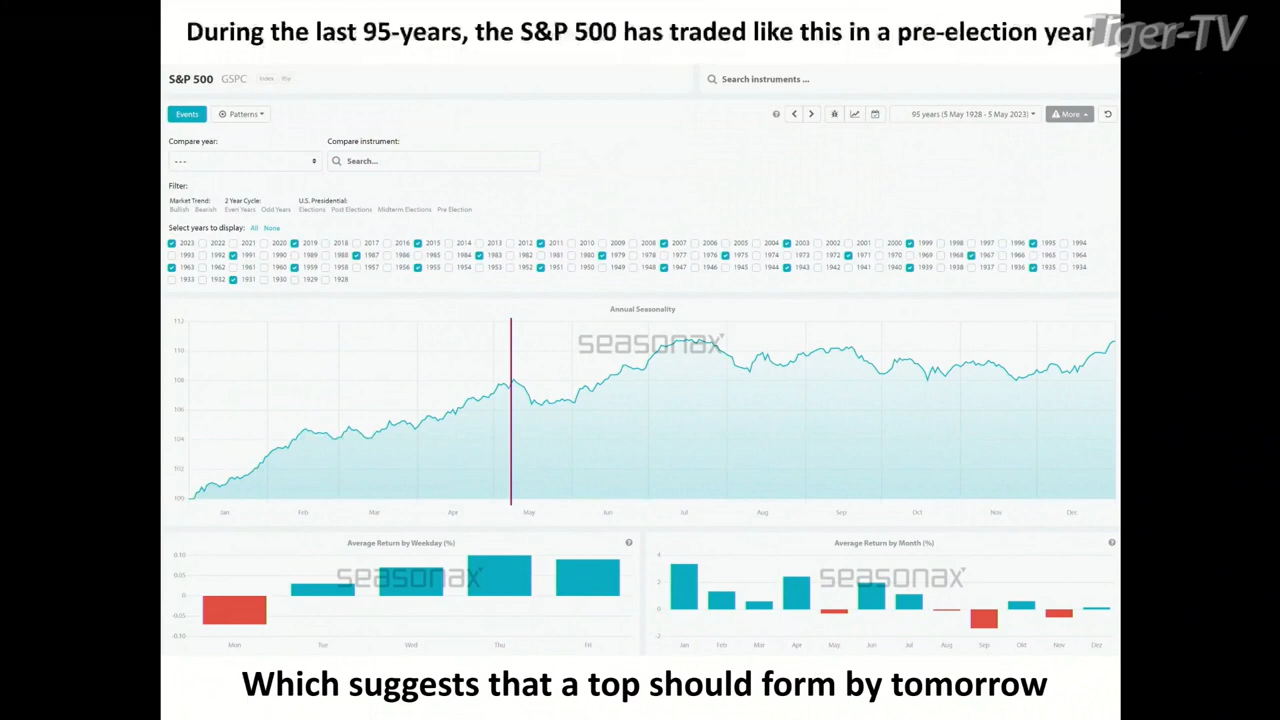 During the last 95-years, the S&P 500 has traded like this in a pre-election year
Tiger-TV
S&P 500 GSPC Index
Search instruments ...
Events Patterns 95 years (5 May 1928 - 5 May 2023) More
Compare year: Compare instrument:
--- Search...
Filter:
Market Trend: 2 Year Cycle: U.S. Presidential:
Bullish Bearish Even Years Odd Years Elections Post Elections Midterm Elections Pre Election
Select years to display: All None
2023 2022 2021 2020 2019 2018 2017 2016 2015 2014 2013 2012 2011 2010 2009 2008 2007 2006 2005 2004 2003 2002 2001 2000 1999 1998 1997 1996 1995 1994
1993 1992 1991 1990 1989 1988 1987 1986 1985 1984 1983 1982 1981 1980 1979 1978 1977 1976 1975 1974 1973 1972 1971 1970 1969 1968 1967 1966 1965 1964
1963 1962 1961 1960 1959 1958 1957 1956 1955 1954 1953 1952 1951 1950 1949 1948 1947 1946 1945 1944 1943 1942 1941 1940 1939 1938 1937 1936 1935 1934
1933 1932 1931 1930 1929 1928
Annual Seasonality
seasonax
112
110
108
106
104
102
100
Jan Feb Mar Apr May Jun Jul Aug Sep Oct Nov Dec
Average Return by Weekday (%)
seasonax
0.10
0.05
0
-0.05
-0.10
Mon Tue Wed Thu Fri
Average Return by Month (%)
seasonax
4
2
0
-2
Jan Feb Mar Apr May Jun Jul Aug Sep Okt Nov Dez
Which suggests that a top should form by tomorrow